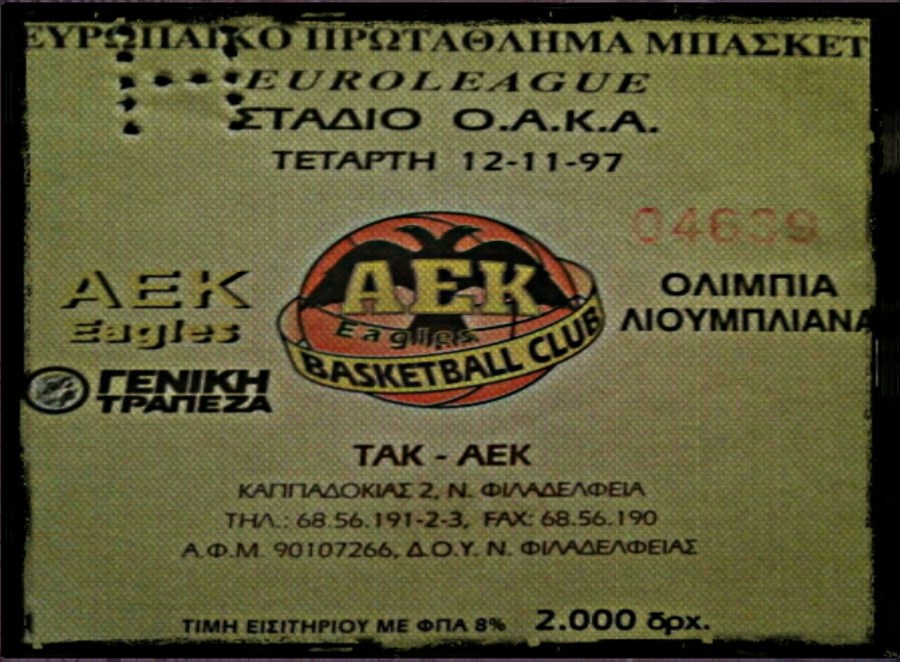 ΕΥΡΩΠΑΪΚΟ ΠΡΩΤΑΘΛΗΜΑ ΜΠΑΣΚΕΤ
EUROLEAGUE
ΣΤΑΔΙΟ Ο.Α.Κ.Α.
ΤΕΤΑΡΤΗ 12-11-97
ΑΕΚ
Eagles
ΓΕΝΙΚΗ
ΤΡΑΠΕΖΑ
ΑΕΚ
Eagles
BASKETBALL CLUB
ΟΛΙΜΠΙΑ
ΛΙΟΥΜΠΛΙΑΝΑ
ΤΑΚ - ΑΕΚ
ΚΑΠΠΑΔΟΚΙΑΣ 2, Ν. ΦΙΛΑΔΕΛΦΕΙΑ
ΤΗΛ.: 68.56.191-2-3, FAX: 68.56.190
Α.Φ.Μ. 90107266, Δ.Ο.Υ. Ν. ΦΙΛΑΔΕΛΦΕΙΑΣ
ΤΙΜΗ ΕΙΣΙΤΗΡΙΟΥ ΜΕ ΦΠΑ 8% 2.000 δρχ.